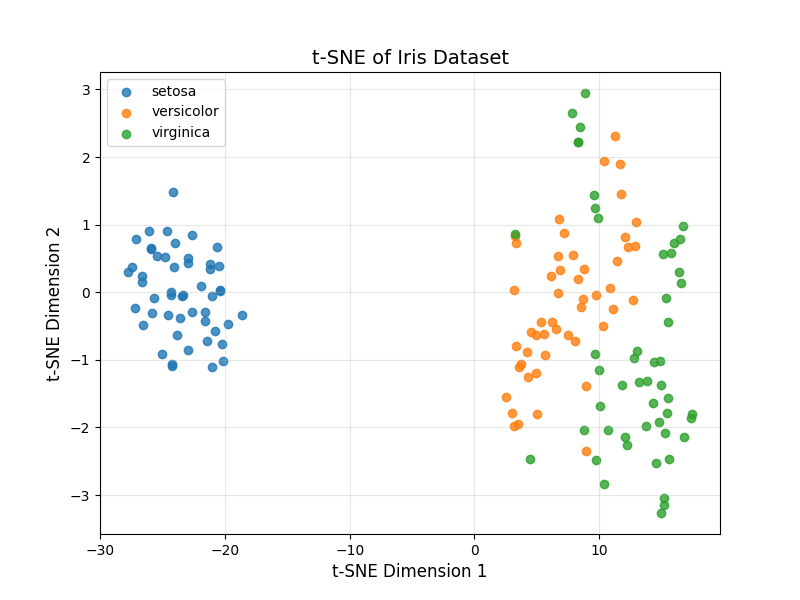 t-SNE of Iris Dataset
setosa
versicolor
virginica
t-SNE Dimension 2
3
2
1
0
−1
−2
−3
−30
−20
−10
0
10
t-SNE Dimension 1